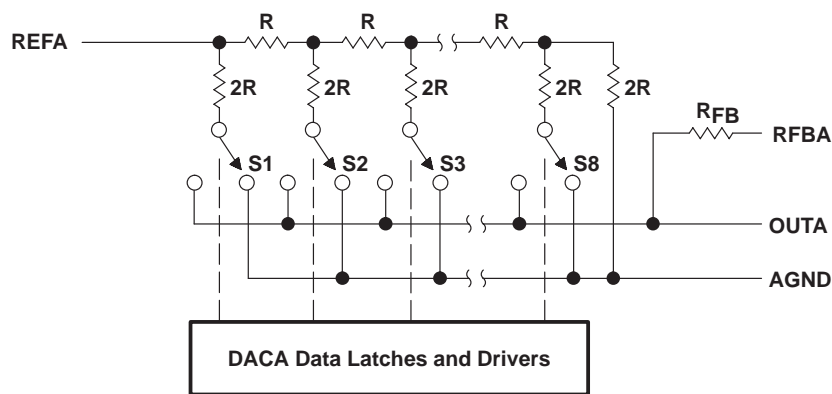 R R R
REFA
2R 2R 2R 2R 2R
RFB
RFBA
S1 S2 S3 S8
OUTA
AGND
DACA Data Latches and Drivers